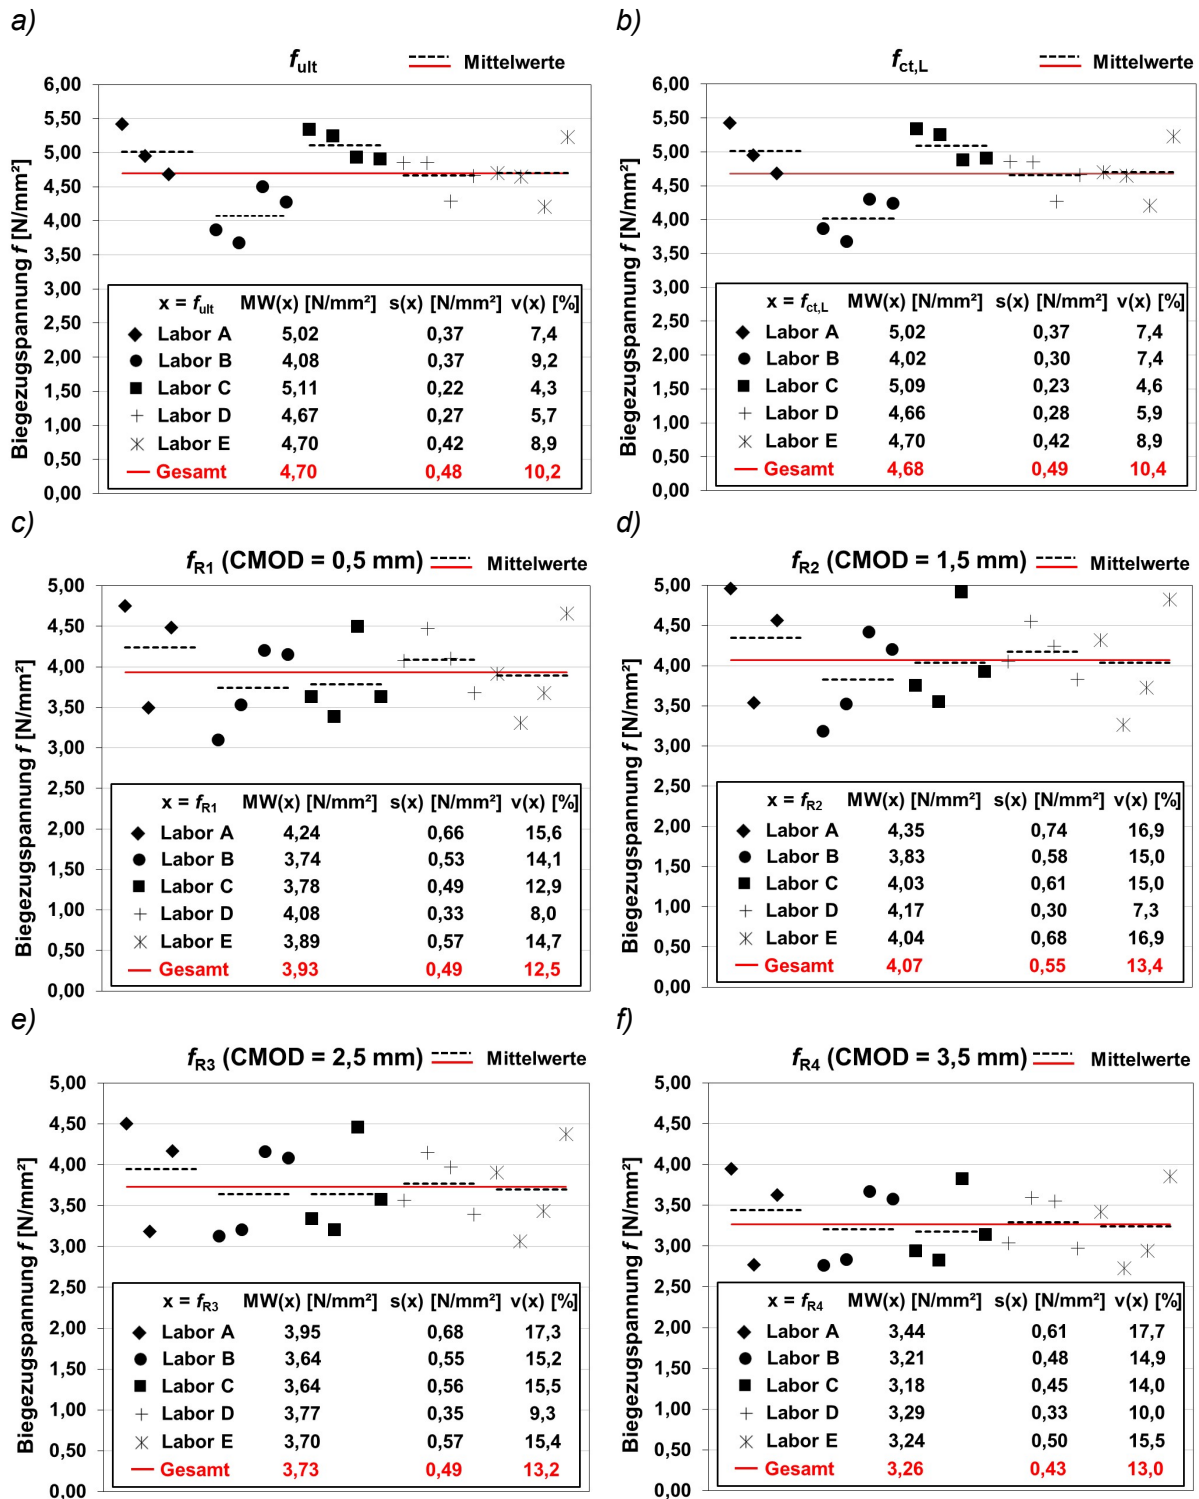 a)
f_ult
Mittelwerte
Biegezugspannung f [N/mm²]
6,00
5,50
5,00
4,50
4,00
3,50
3,00
2,50
2,00
1,50
1,00
0,50
0,00
x = f_ult MW(x) [N/mm²] s(x) [N/mm²] v(x) [%]
Labor A 5,02 0,37 7,4
Labor B 4,08 0,37 9,2
Labor C 5,11 0,22 4,3
Labor D 4,67 0,27 5,7
Labor E 4,70 0,42 8,9
Gesamt 4,70 0,48 10,2
b)
f_ct,L
Mittelwerte
Biegezugspannung f [N/mm²]
6,00
5,50
5,00
4,50
4,00
3,50
3,00
2,50
2,00
1,50
1,00
0,50
0,00
x = f_ct,L MW(x) [N/mm²] s(x) [N/mm²] v(x) [%]
Labor A 5,02 0,37 7,4
Labor B 4,02 0,30 7,4
Labor C 5,09 0,23 4,6
Labor D 4,66 0,28 5,9
Labor E 4,70 0,42 8,9
Gesamt 4,68 0,49 10,4
c)
f_R1 (CMOD = 0,5 mm)
Mittelwerte
Biegezugspannung f [N/mm²]
5,00
4,50
4,00
3,50
3,00
2,50
2,00
1,50
1,00
0,50
0,00
x = f_R1 MW(x) [N/mm²] s(x) [N/mm²] v(x) [%]
Labor A 4,24 0,66 15,6
Labor B 3,74 0,53 14,1
Labor C 3,78 0,49 12,9
Labor D 4,08 0,33 8,0
Labor E 3,89 0,57 14,7
Gesamt 3,93 0,49 12,5
d)
f_R2 (CMOD = 1,5 mm)
Mittelwerte
Biegezugspannung f [N/mm²]
5,00
4,50
4,00
3,50
3,00
2,50
2,00
1,50
1,00
0,50
0,00
x = f_R2 MW(x) [N/mm²] s(x) [N/mm²] v(x) [%]
Labor A 4,35 0,74 16,9
Labor B 3,83 0,58 15,0
Labor C 4,03 0,61 15,0
Labor D 4,17 0,30 7,3
Labor E 4,04 0,68 16,9
Gesamt 4,07 0,55 13,4
e)
f_R3 (CMOD = 2,5 mm)
Mittelwerte
Biegezugspannung f [N/mm²]
5,00
4,50
4,00
3,50
3,00
2,50
2,00
1,50
1,00
0,50
0,00
x = f_R3 MW(x) [N/mm²] s(x) [N/mm²] v(x) [%]
Labor A 3,95 0,68 17,3
Labor B 3,64 0,55 15,2
Labor C 3,64 0,56 15,5
Labor D 3,77 0,35 9,3
Labor E 3,70 0,57 15,4
Gesamt 3,73 0,49 13,2
f)
f_R4 (CMOD = 3,5 mm)
Mittelwerte
Biegezugspannung f [N/mm²]
5,00
4,50
4,00
3,50
3,00
2,50
2,00
1,50
1,00
0,50
0,00
x = f_R4 MW(x) [N/mm²] s(x) [N/mm²] v(x) [%]
Labor A 3,44 0,61 17,7
Labor B 3,21 0,48 14,9
Labor C 3,18 0,45 14,0
Labor D 3,29 0,33 10,0
Labor E 3,24 0,50 15,5
Gesamt 3,26 0,43 13,0